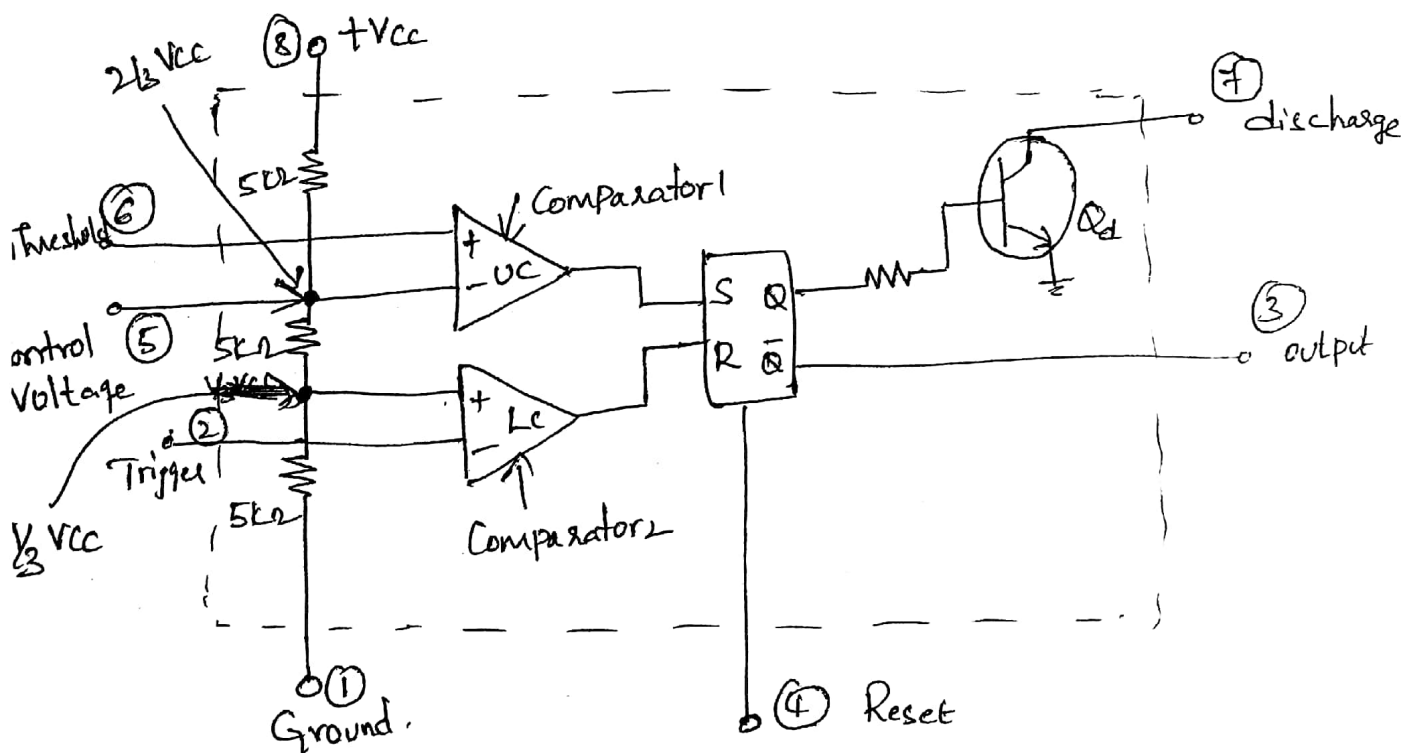 ⑧ +Vcc
2/3 VCC
⑦
discharge
5kΩ
Comparator1
⑥
Threshold
+
- UC
Qd
S Q
R Q̅
③
output
⑤
ontrol
Voltage
5kΩ
②
Trigger
+
- LC
5kΩ
1/3 VCC
Comparator2
①
Ground.
④ Reset